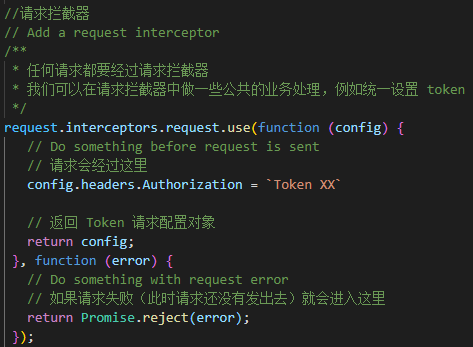 //请求拦截器
// Add a request interceptor
/**
 * 任何请求都要经过请求拦截器
 * 我们可以在请求拦截器中做一些公共的业务处理，例如统一设置 token
 */
request.interceptors.request.use(function (config) {
  // Do something before request is sent
  // 请求会经过这里
  config.headers.Authorization = `Token XX`
  // 返回 Token 请求配置对象
  return config;
}, function (error) {
  // Do something with request error
  // 如果请求失败（此时请求还没有发出去）就会进入这里
  return Promise.reject(error);
});